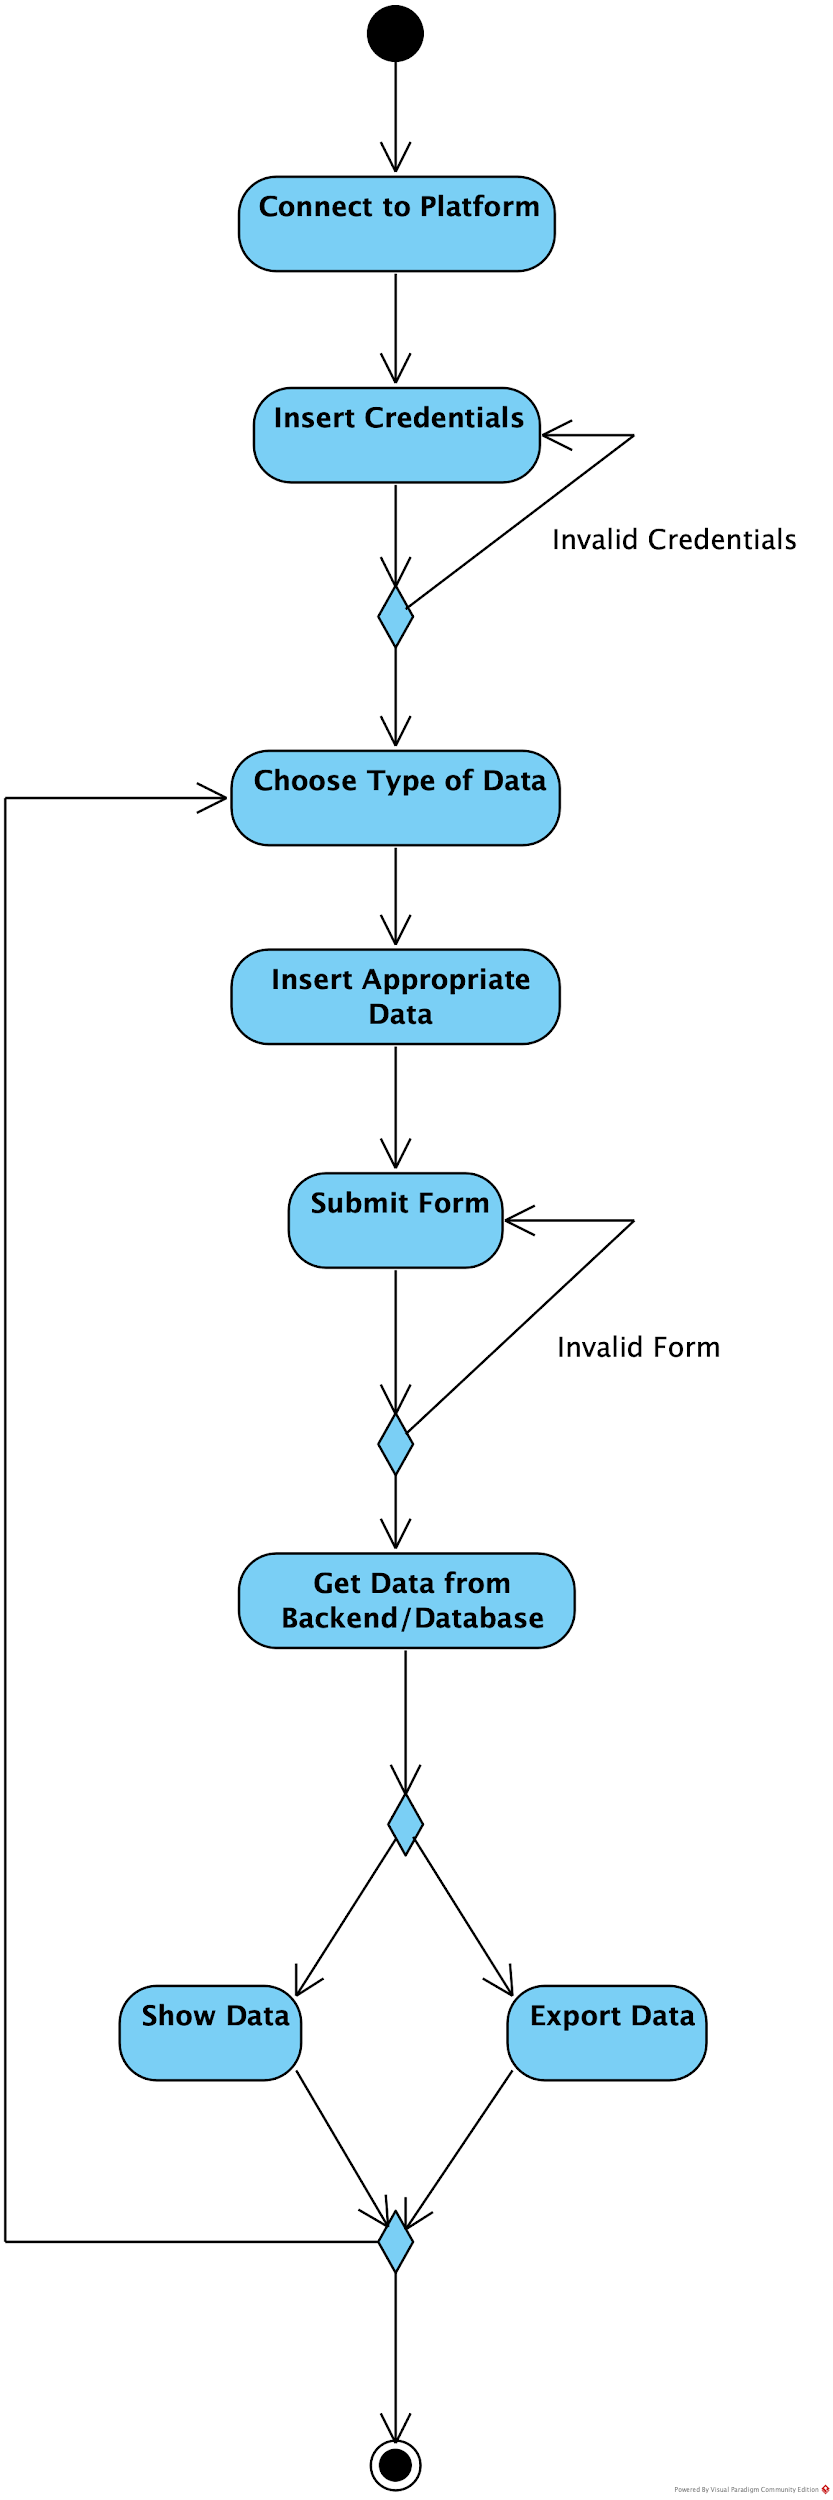 Connect to Platform
Insert Credentials
Invalid Credentials
Choose Type of Data
Insert Appropriate
Data
Submit Form
Invalid Form
Get Data from
Backend/Database
Show Data
Export Data
Powered By Visual Paradigm Community Edition